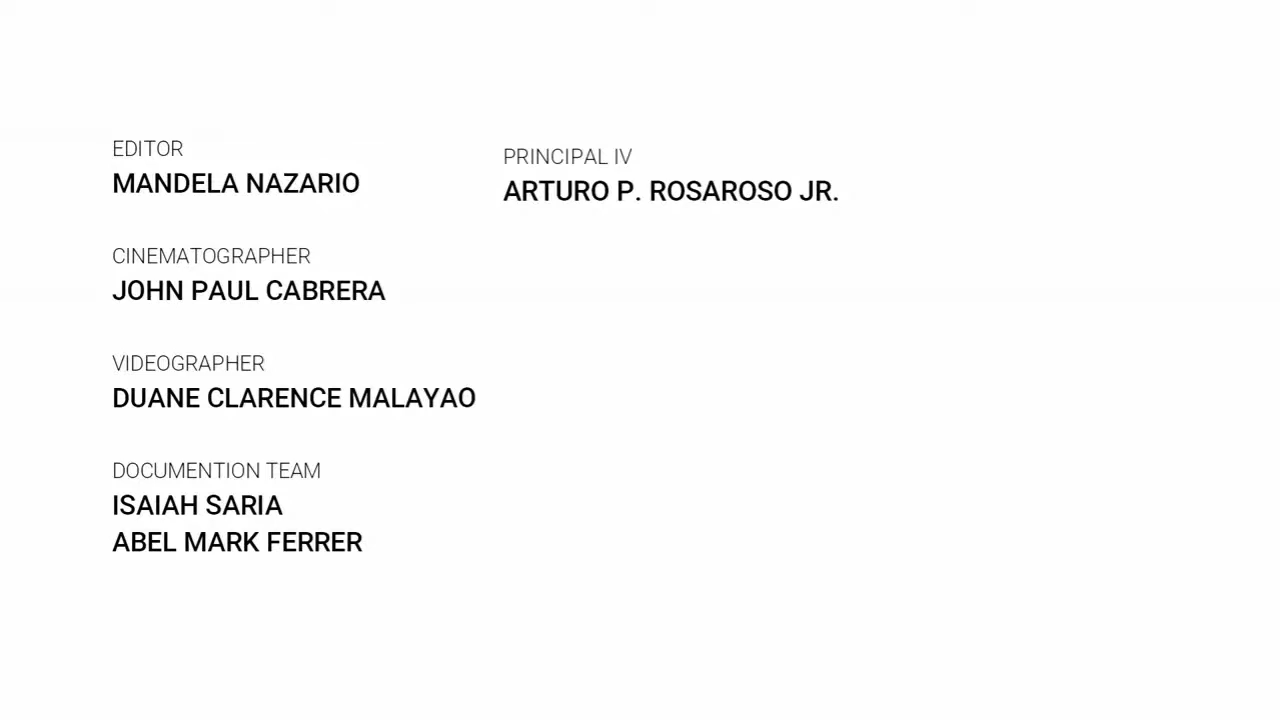 EDITOR
MANDELA NAZARIO
CINEMATOGRAPHER
JOHN PAUL CABRERA
VIDEOGRAPHER
DUANE CLARENCE MALAYAO
DOCUMENTION TEAM
ISAIAH SARIA
ABEL MARK FERRER
PRINCIPAL IV
ARTURO P. ROSAROSO JR.